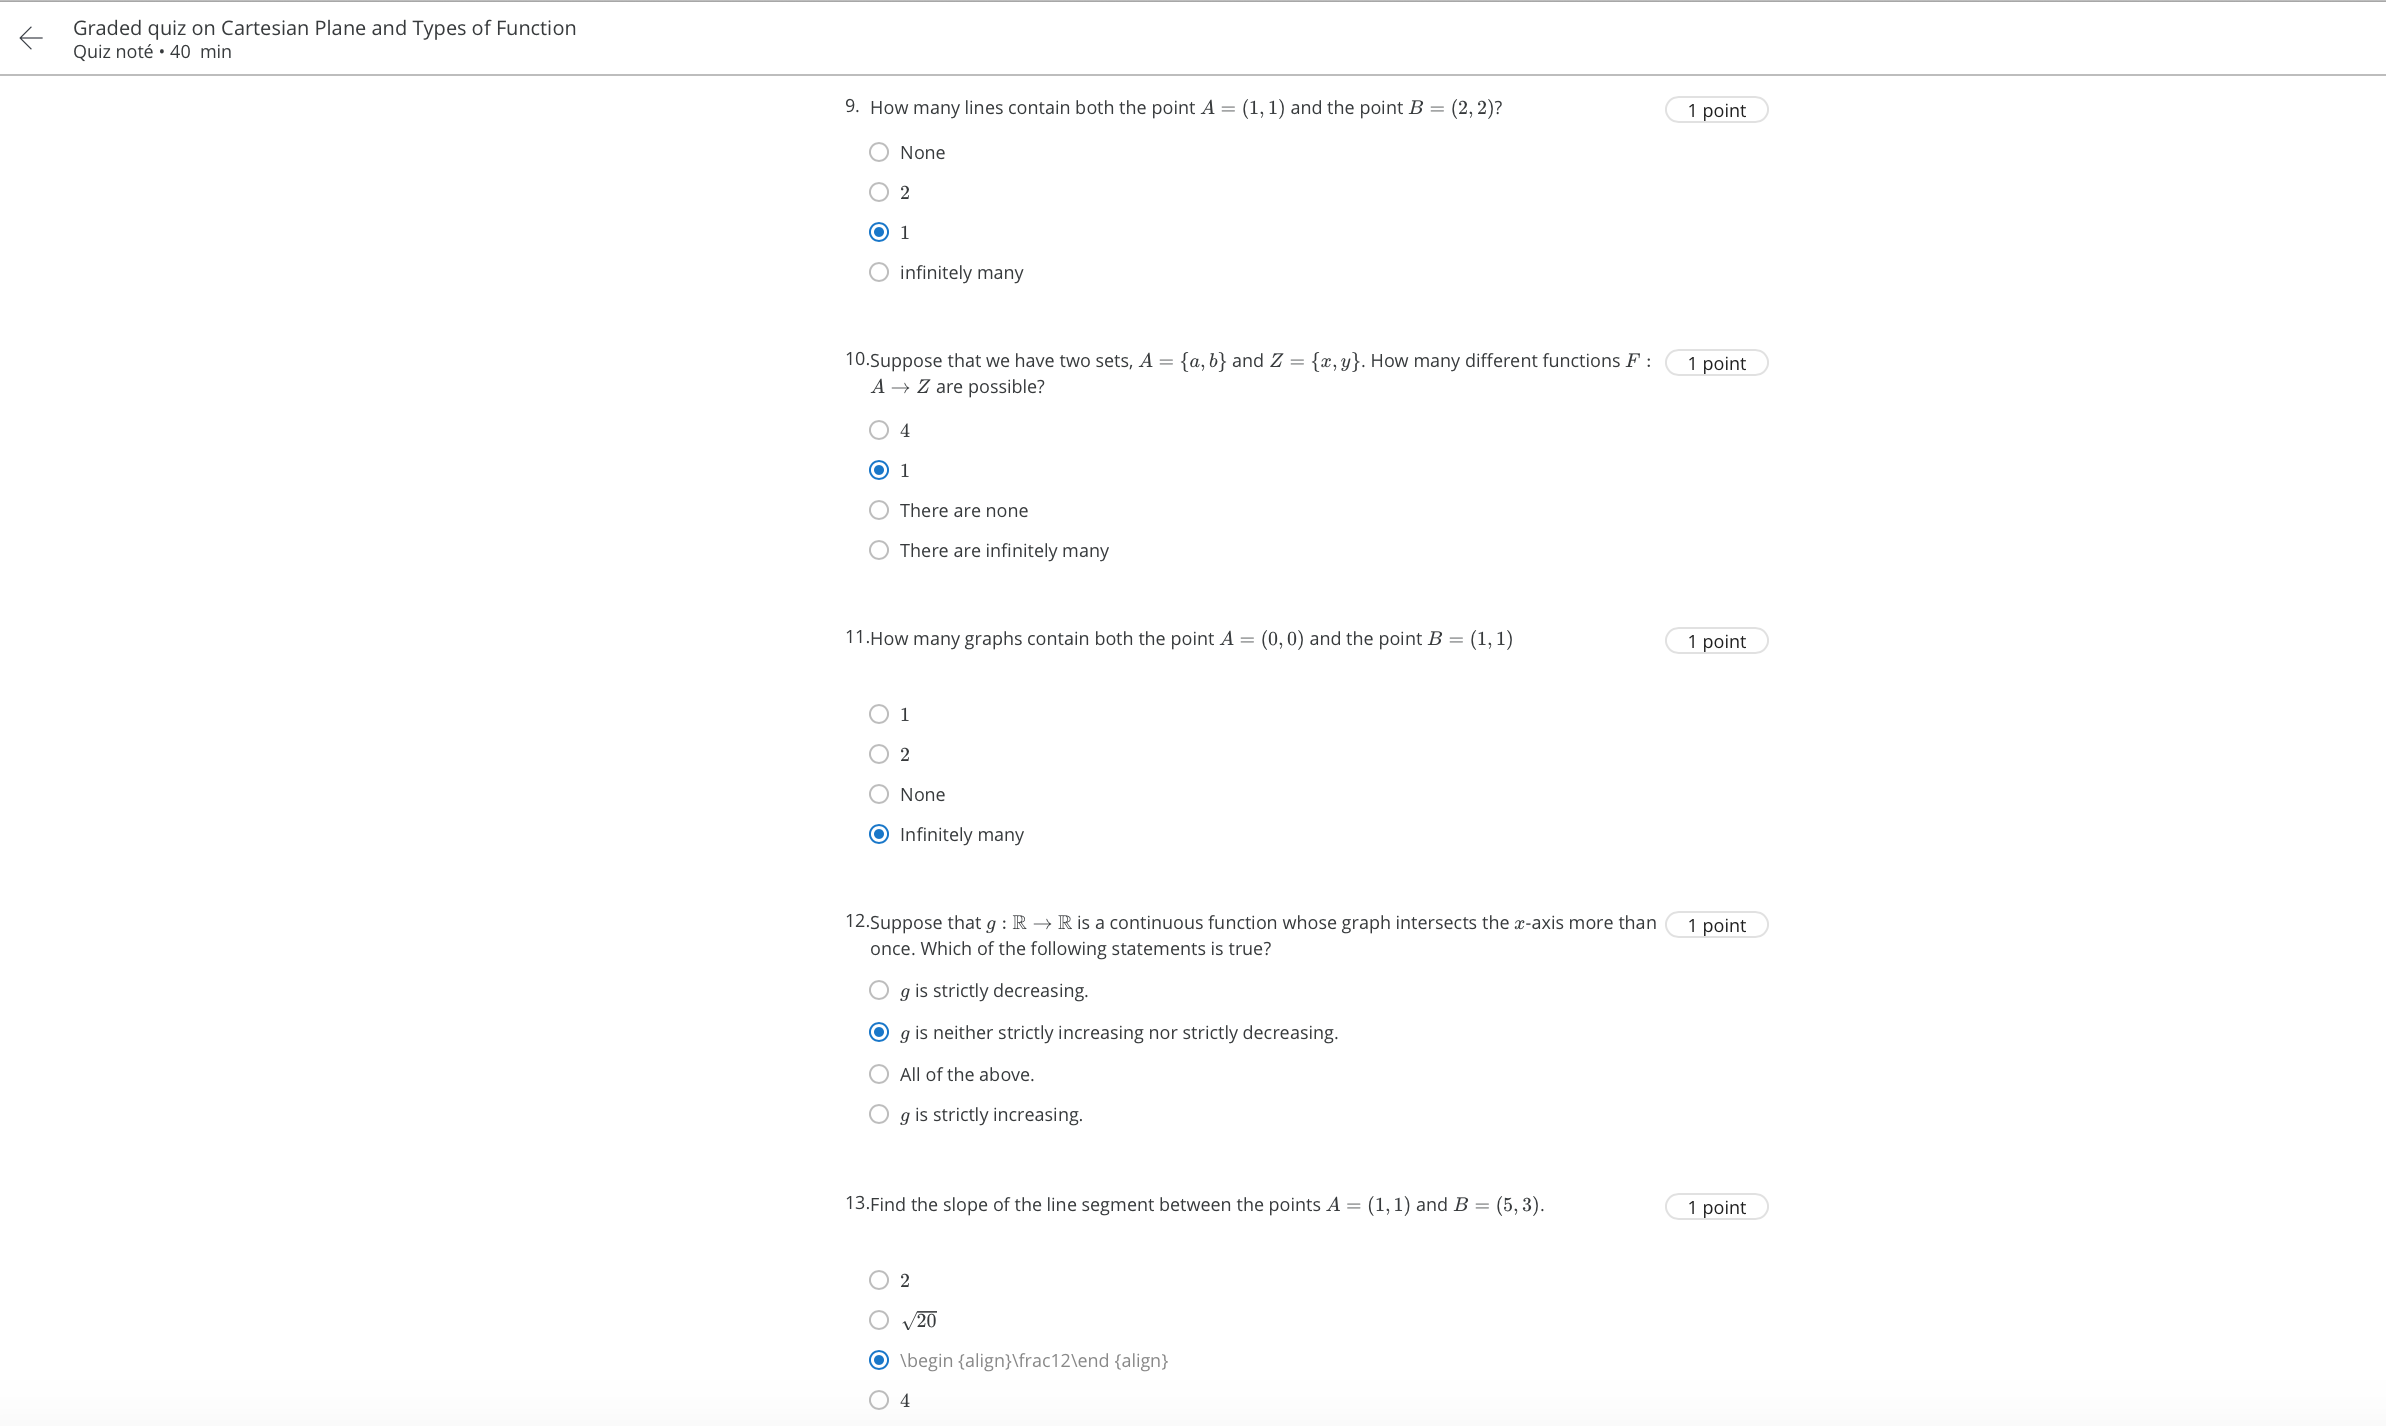 Graded quiz on Cartesian Plane and Types of Function
Quiz noté • 40 min
9. How many lines contain both the point A = (1, 1) and the point B = (2, 2)?
1 point
None
2
1
infinitely many
10. Suppose that we have two sets, A = {a, b} and Z = {x, y}. How many different functions F :
1 point
A → Z are possible?
4
1
There are none
There are infinitely many
11. How many graphs contain both the point A = (0, 0) and the point B = (1, 1)
1 point
1
2
None
Infinitely many
12. Suppose that g : ℝ → ℝ is a continuous function whose graph intersects the x-axis more than
1 point
once. Which of the following statements is true?
g is strictly decreasing.
g is neither strictly increasing nor strictly decreasing.
All of the above.
g is strictly increasing.
13. Find the slope of the line segment between the points A = (1, 1) and B = (5, 3).
1 point
2
√20
\begin {align}\frac12\end {align}
4